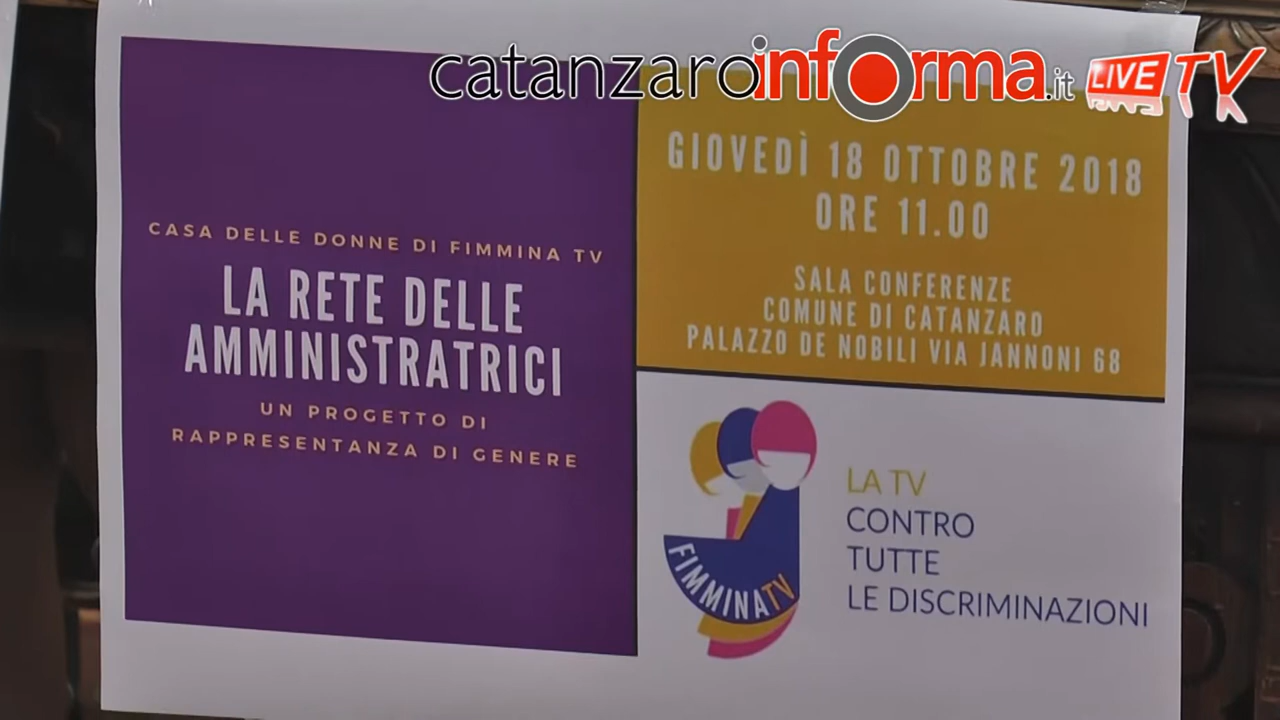 catanzaroinforma.it LIVE TV
CASA DELLE DONNE DI FIMMINA TV
LA RETE DELLE
AMMINISTRATRICI
UN PROGETTO DI
RAPPRESENTANZA DI GENERE
GIOVEDÌ 18 OTTOBRE 2018
ORE 11.00
SALA CONFERENZE
COMUNE DI CATANZARO
PALAZZO DE NOBILI VIA JANNONI 68
FIMMINATV
LA TV
CONTRO
TUTTE
LE DISCRIMINAZIONI